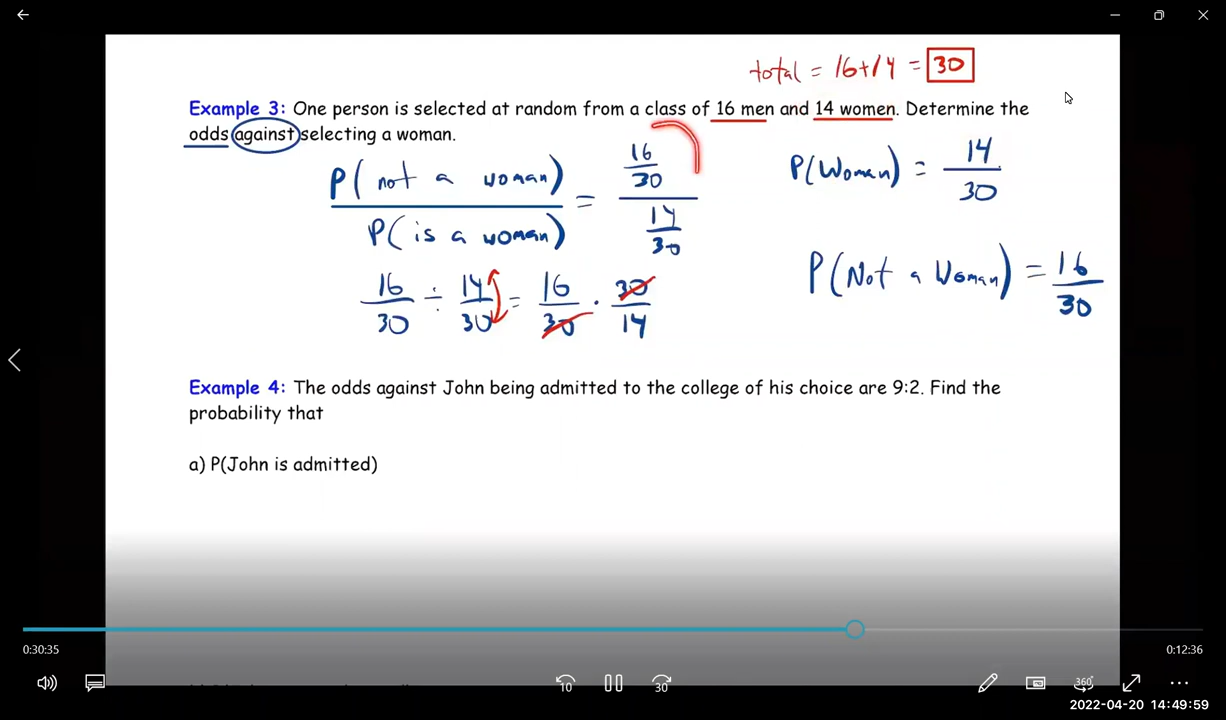 total = 16+14 = 30
Example 3: One person is selected at random from a class of 16 men and 14 women. Determine the
odds against selecting a woman.
P(not a woman) / P(is a woman) = 16/30 / 14/30
P(Woman) = 14/30
P(Not a Woman) = 16/30
16/30 ÷ 14/30 = 16/30 · 30/14
Example 4: The odds against John being admitted to the college of his choice are 9:2. Find the
probability that
a) P(John is admitted)
0:30:35
0:12:36
10
30
360°
2022-04-20 14:49:59